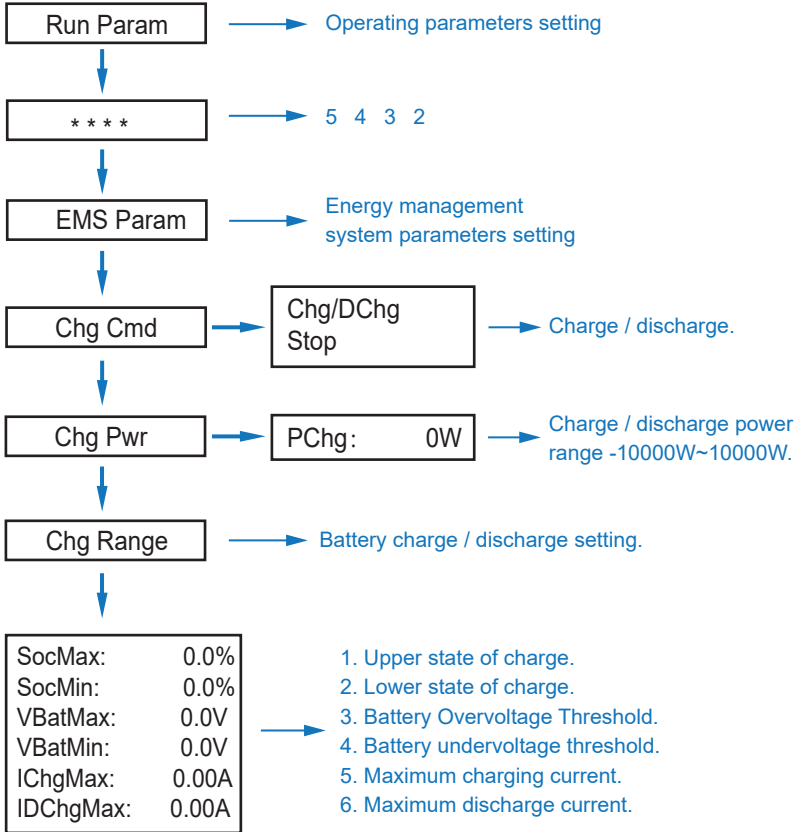 Run Param
Operating parameters setting
* * * *
5 4 3 2
EMS Param
Energy management
system parameters setting
Chg Cmd
Chg/DChg
Stop
Charge / discharge.
Chg Pwr
PChg: 0W
Charge / discharge power
range -10000W~10000W.
Chg Range
Battery charge / discharge setting.
SocMax: 0.0%
SocMin: 0.0%
VBatMax: 0.0V
VBatMin: 0.0V
IChgMax: 0.00A
IDChgMax: 0.00A
1. Upper state of charge.
2. Lower state of charge.
3. Battery Overvoltage Threshold.
4. Battery undervoltage threshold.
5. Maximum charging current.
6. Maximum discharge current.